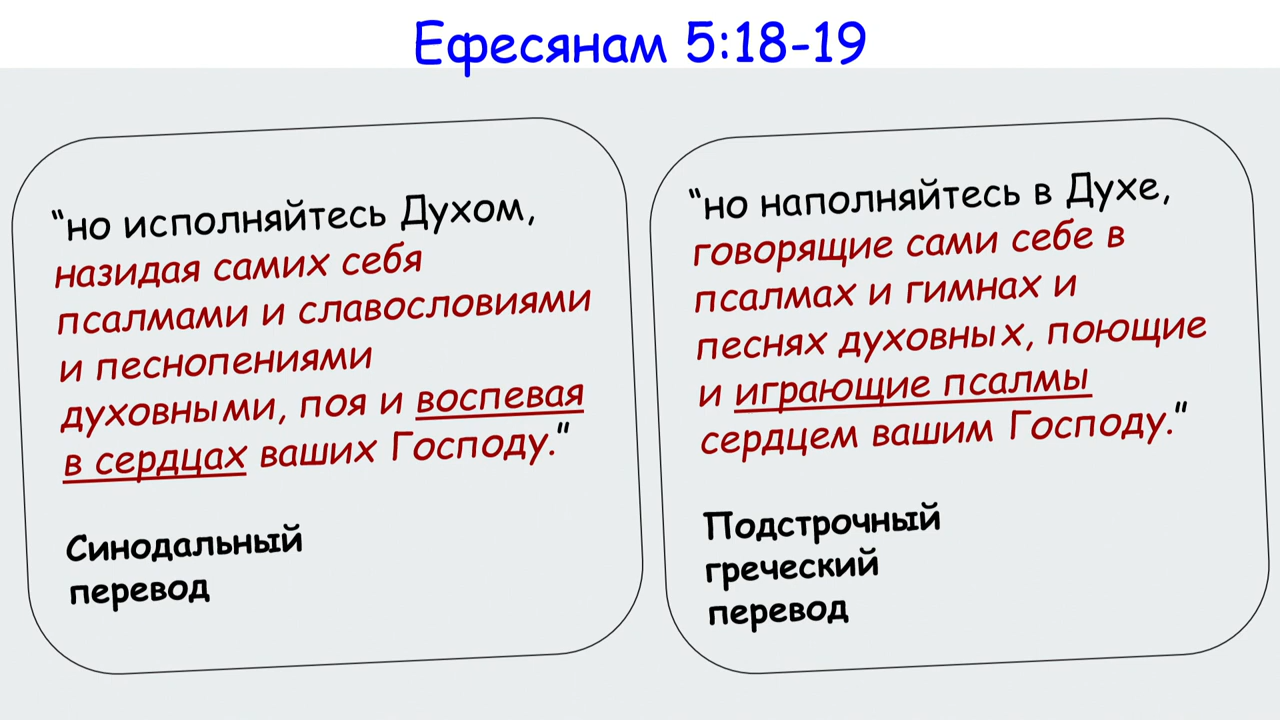 Ефесянам 5:18-19
“но исполняйтесь Духом,
назидая самих себя
псалмами и славословиями
и песнопениями
духовными, поя и воспевая
в сердцах ваших Господу.”
Синодальный
перевод
“но наполняйтесь в Духе,
говорящие сами себе в
псалмах и гимнах и
песнях духовных, поющие
и играющие псалмы
сердцем вашим Господу.”
Подстрочный
греческий
перевод